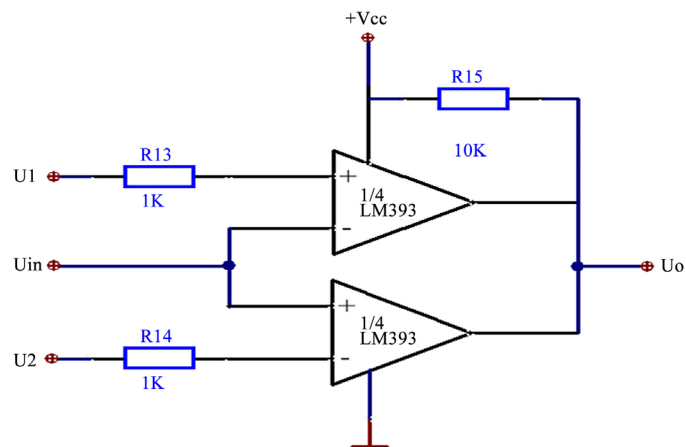 +Vcc
R15
10K
R13
U1
1K
+
1/4
LM393
-
Uin
Uo
+
1/4
LM393
-
R14
U2
1K